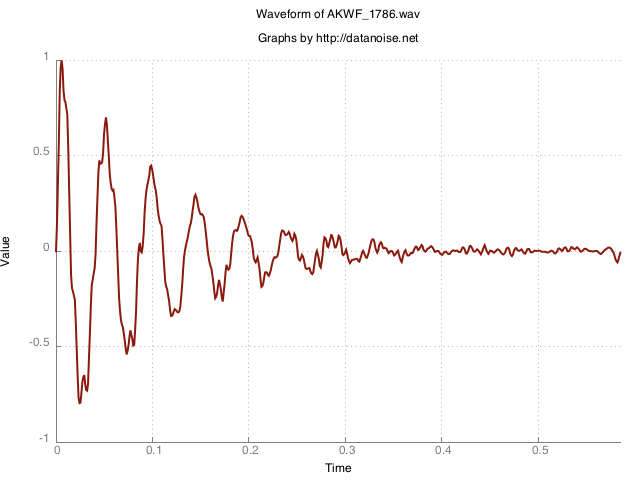 Waveform of AKWF_1786.wav
Graphs by http://datanoise.net
1
0.5
0
-0.5
-1
Value
0 0.1 0.2 0.3 0.4 0.5
Time